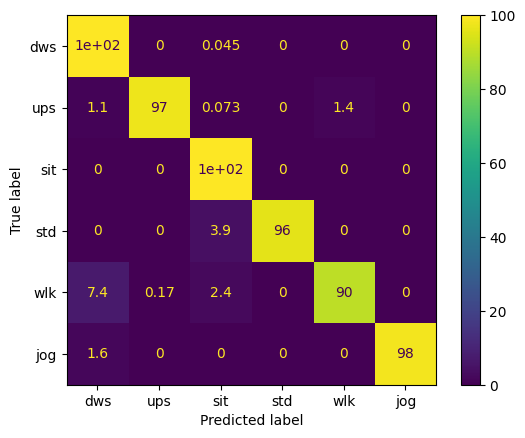 100
dws 1e+02 0 0.045 0 0 0
80
ups 1.1 97 0.073 0 1.4 0
sit 0 0 1e+02 0 0 0
60
True label
std 0 0 3.9 96 0 0
40
wlk 7.4 0.17 2.4 0 90 0
20
jog 1.6 0 0 0 0 98
0
dws ups sit std wlk jog
Predicted label